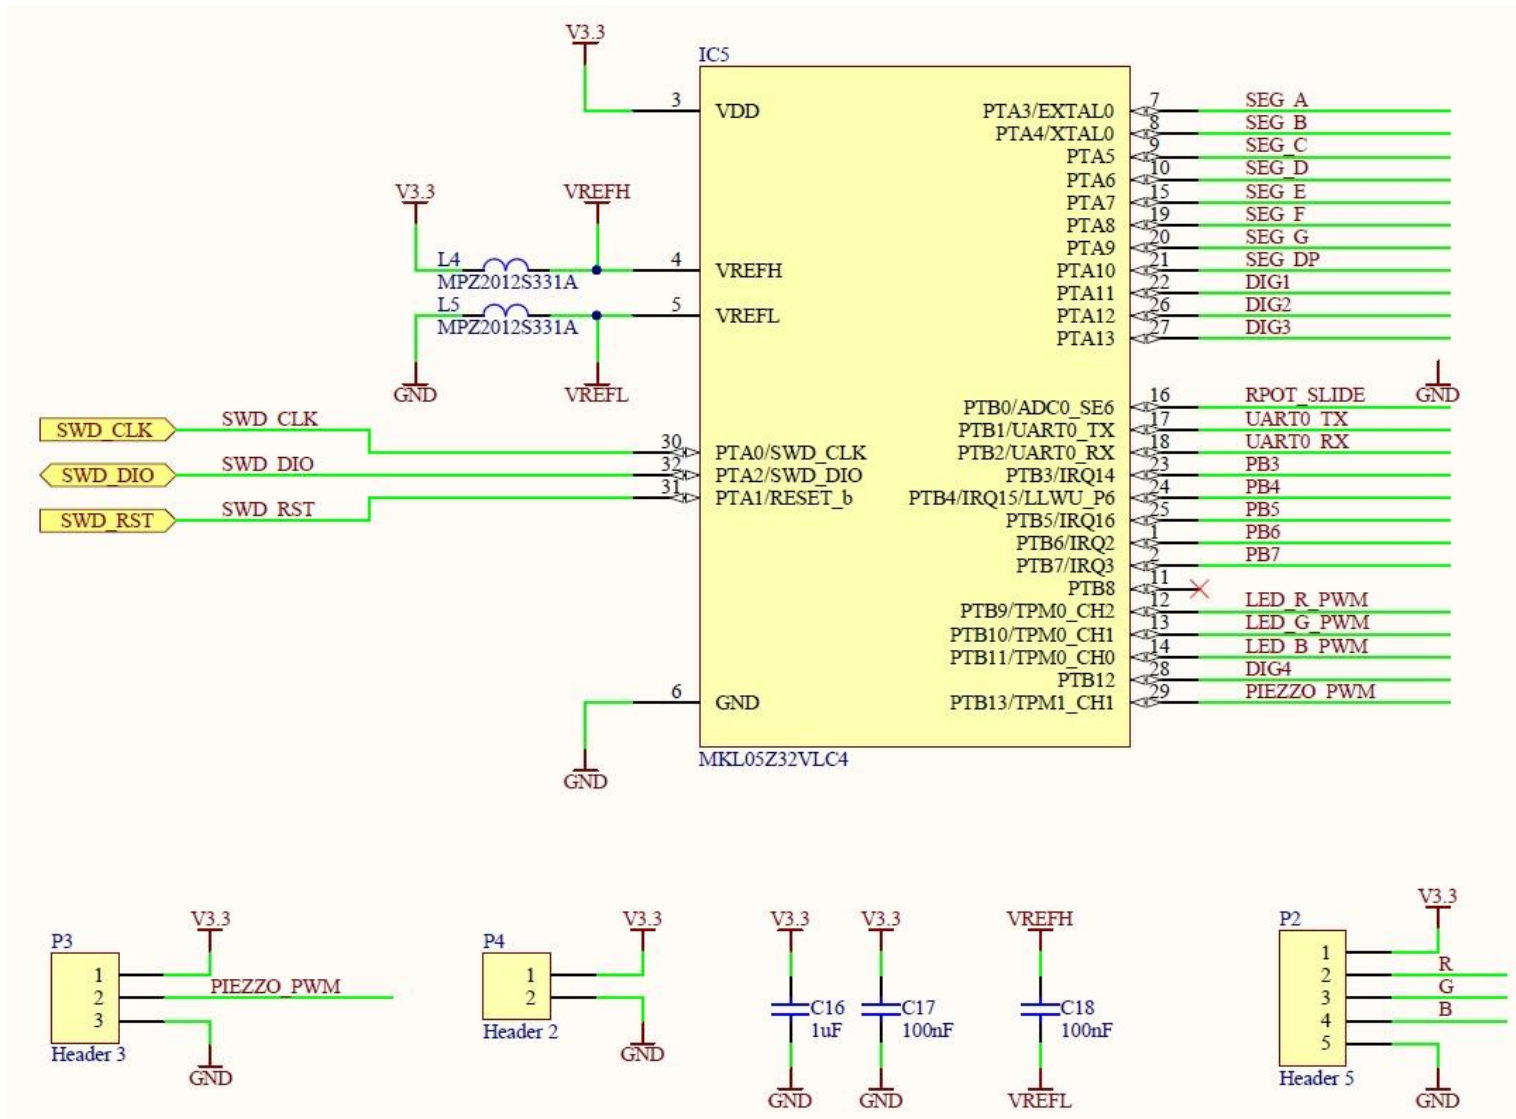 V3.3
IC5
3 VDD
PTA3/EXTAL0 7 SEG_A
PTA4/XTAL0 8 SEG_B
PTA5 9 SEG_C
PTA6 10 SEG_D
PTA7 15 SEG_E
PTA8 19 SEG_F
PTA9 20 SEG_G
PTA10 21 SEG_DP
PTA11 22 DIG1
PTA12 26 DIG2
PTA13 27 DIG3
V3.3 VREFH
L4
MPZ2012S331A
4 VREFH
L5
MPZ2012S331A
5 VREFL
GND VREFL
GND
PTB0/ADC0_SE6 16 RPOT_SLIDE
PTB1/UART0_TX 17 UART0_TX
PTB2/UART0_RX 18 UART0_RX
PTB3/IRQ14 23 PB3
PTB4/IRQ15/LLWU_P6 24 PB4
PTB5/IRQ16 25 PB5
PTB6/IRQ2 1 PB6
PTB7/IRQ3 2 PB7
PTB8 11
PTB9/TPM0_CH2 12 LED_R_PWM
PTB10/TPM0_CH1 13 LED_G_PWM
PTB11/TPM0_CH0 14 LED_B_PWM
PTB12 28 DIG4
PTB13/TPM1_CH1 29 PIEZZO_PWM
SWD_CLK SWD_CLK 30 PTA0/SWD_CLK
SWD_DIO SWD_DIO 32 PTA2/SWD_DIO
SWD_RST SWD_RST 31 PTA1/RESET_b
6 GND
GND
MKL05Z32VLC4
P3
V3.3
1
2 PIEZZO_PWM
3
Header 3
GND
P4
V3.3
1
2
Header 2
GND
V3.3
C16
1uF
GND
V3.3
C17
100nF
GND
VREFH
C18
100nF
VREFL
P2
V3.3
1
2 R
3 G
4 B
5
Header 5
GND